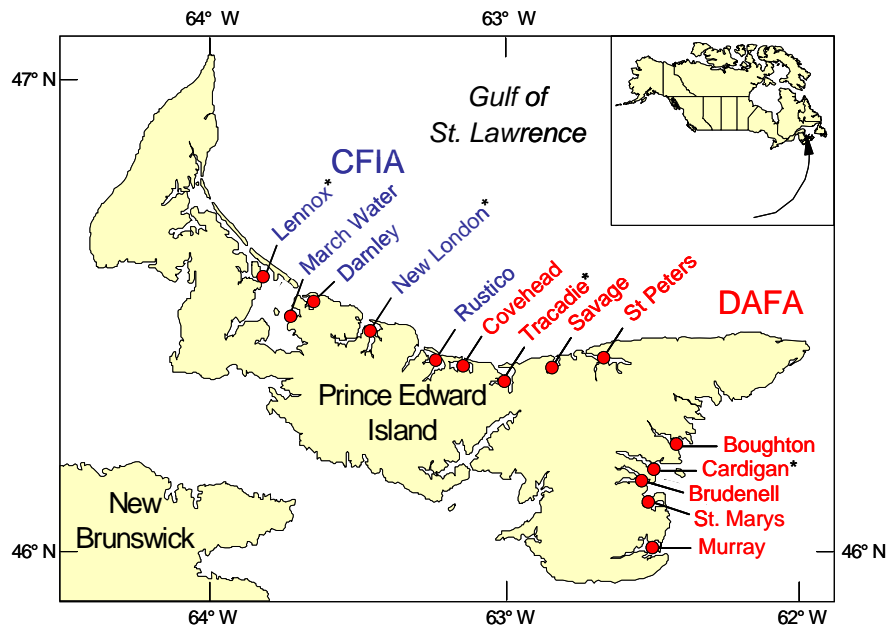 64° W
63° W
47° N
Gulf of
St. Lawrence
CFIA
Lennox*
March Water
Darnley
New London*
Rustico
Covehead
Tracadie*
Savage
St Peters
DAFA
Prince Edward
Island
Boughton
Cardigan*
Brudenell
St. Marys
Murray
New
Brunswick
46° N
46° N
64° W
63° W
62° W